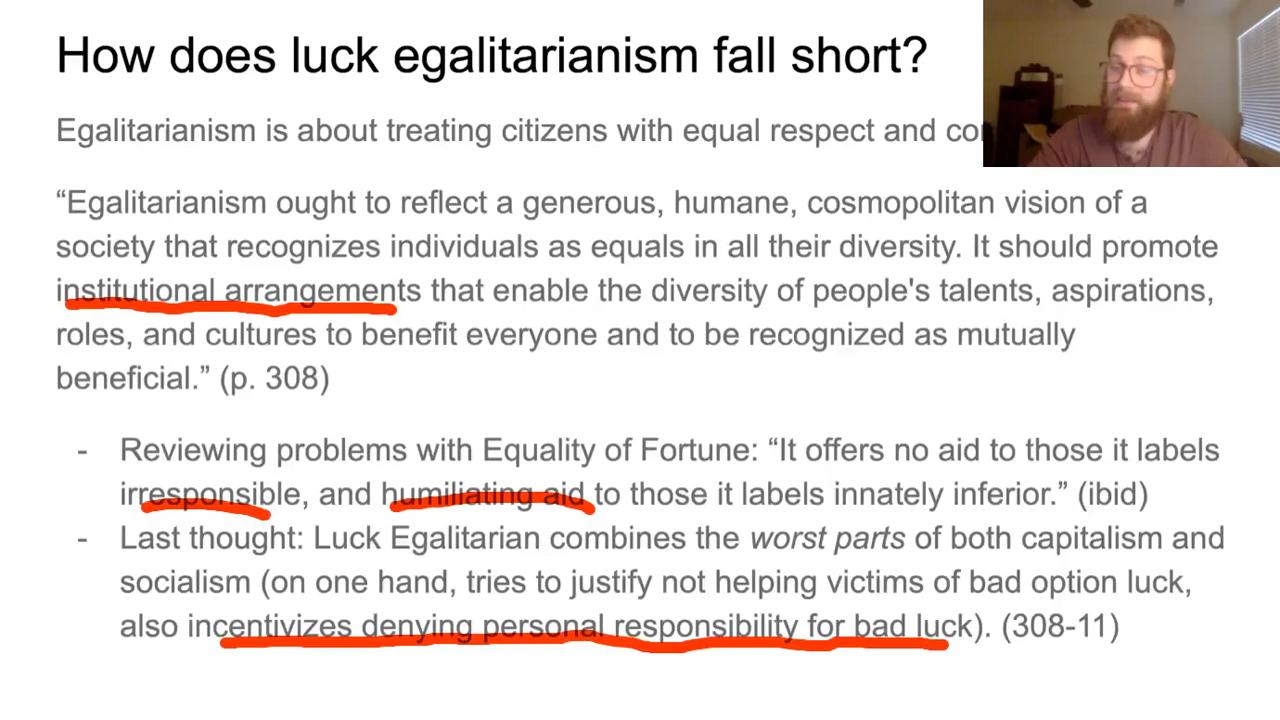 How does luck egalitarianism fall short?
Egalitarianism is about treating citizens with equal respect and
“Egalitarianism ought to reflect a generous, humane, cosmopolitan vision of a
society that recognizes individuals as equals in all their diversity. It should promote
institutional arrangements that enable the diversity of people's talents, aspirations,
roles, and cultures to benefit everyone and to be recognized as mutually
beneficial.” (p. 308)
- Reviewing problems with Equality of Fortune: “It offers no aid to those it labels
irresponsible, and humiliating aid to those it labels innately inferior.” (ibid)
- Last thought: Luck Egalitarian combines the worst parts of both capitalism and
socialism (on one hand, tries to justify not helping victims of bad option luck,
also incentivizes denying personal responsibility for bad luck). (308-11)